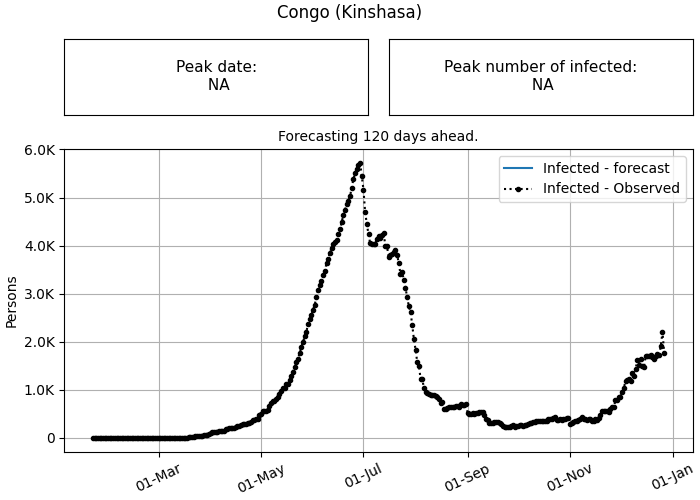 Congo (Kinshasa)
Peak date:
NA
Peak number of infected:
NA
Forecasting 120 days ahead.
Infected - forecast
Infected - Observed
Persons
6.0K
5.0K
4.0K
3.0K
2.0K
1.0K
0
01-Mar
01-May
01-Jul
01-Sep
01-Nov
01-Jan